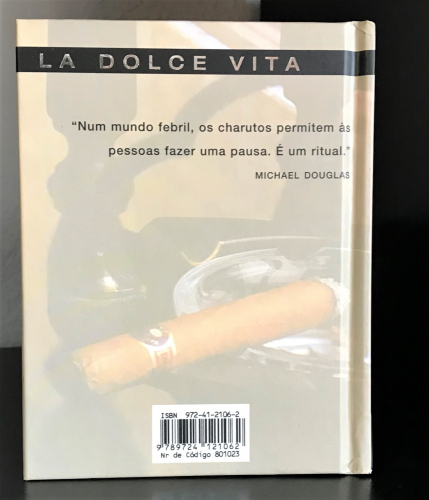 LA DOLCE VITA
“Num mundo febril, os charutos permitem às
pessoas fazer uma pausa. É um ritual.”
MICHAEL DOUGLAS
ISBN 972-41-2106-2
9 789724 121062
Nr de Código 801023